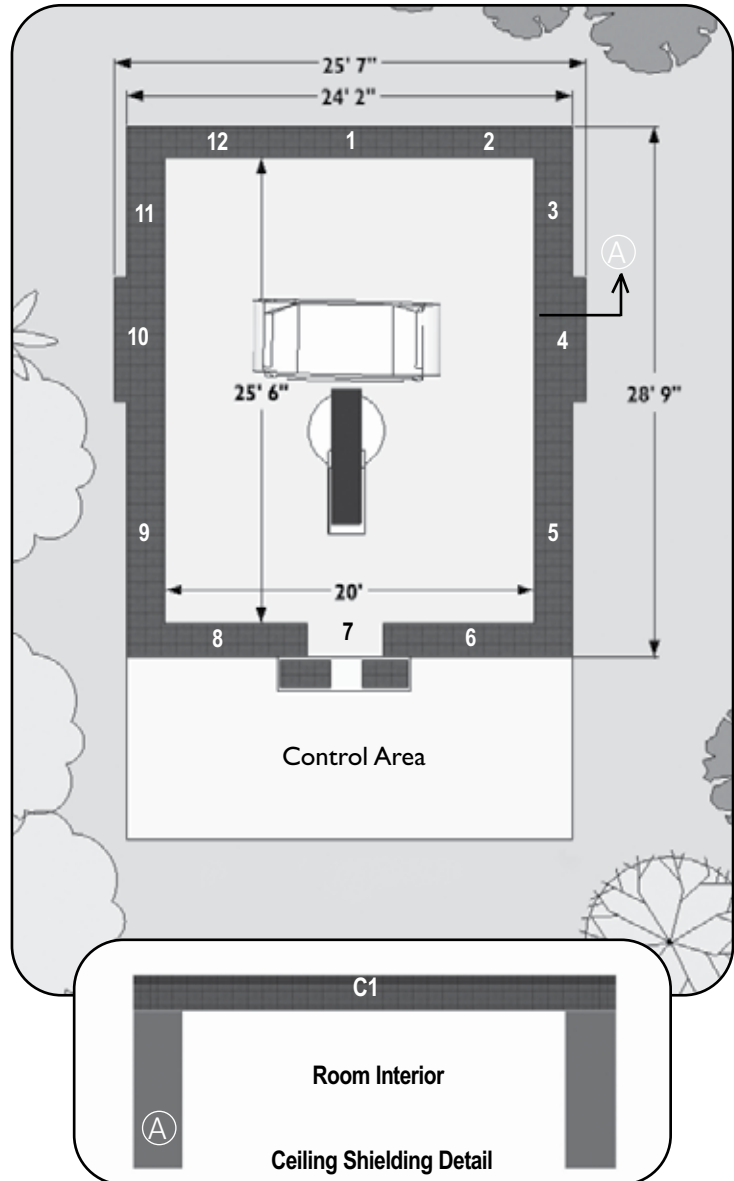 25' 7"
24' 2"
12 1 2
11 3
Ⓐ
10 4
25' 6" 28' 9"
9 5
20'
8 7 6
Control Area
C1
Room Interior
Ⓐ
Ceiling Shielding Detail